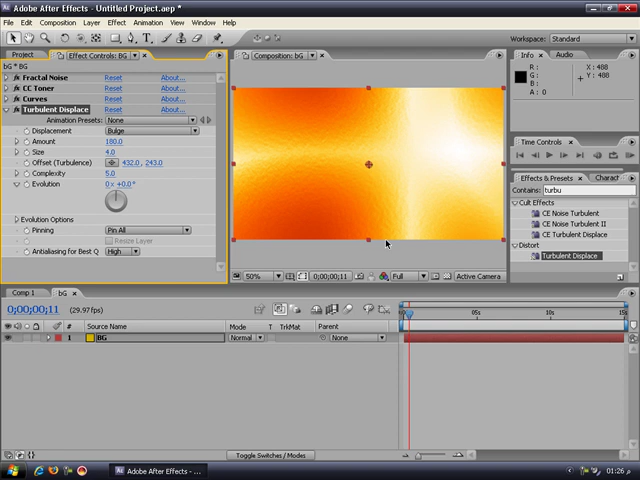 Adobe After Effects - Untitled Project.aep *
File Edit Composition Layer Effect Animation View Window Help
Workspace: Standard
Project Effect Controls: BG
bG * BG
Fractal Noise Reset About...
CC Toner Reset About...
Curves Reset About...
Turbulent Displace Reset About...
Animation Presets: None
Displacement Bulge
Amount 180.0
Size 4.0
Offset (Turbulence) 432.0, 243.0
Complexity 5.0
Evolution 0 x +0.0°
Evolution Options
Pinning Pin All
Resize Layer
Antialiasing for Best Q High
Composition: bG
50% 0;00;00;11 Full Active Camera
Info Audio
R : X : 488
G : Y : 488
B :
A : 0
Time Controls
Effects & Presets Charact
Contains: turbu
Cult Effects
CE Noise Turbulent
CE Noise Turbulent II
CE Turbulent Displace
Distort
Turbulent Displace
Comp 1 bG
0;00;00;11 (29.97 fps)
# Source Name Mode T TrkMat Parent
1 BG Normal None
05s 10s 15s
Toggle Switches / Modes
Start Adobe After Effects - ... 01:26 م